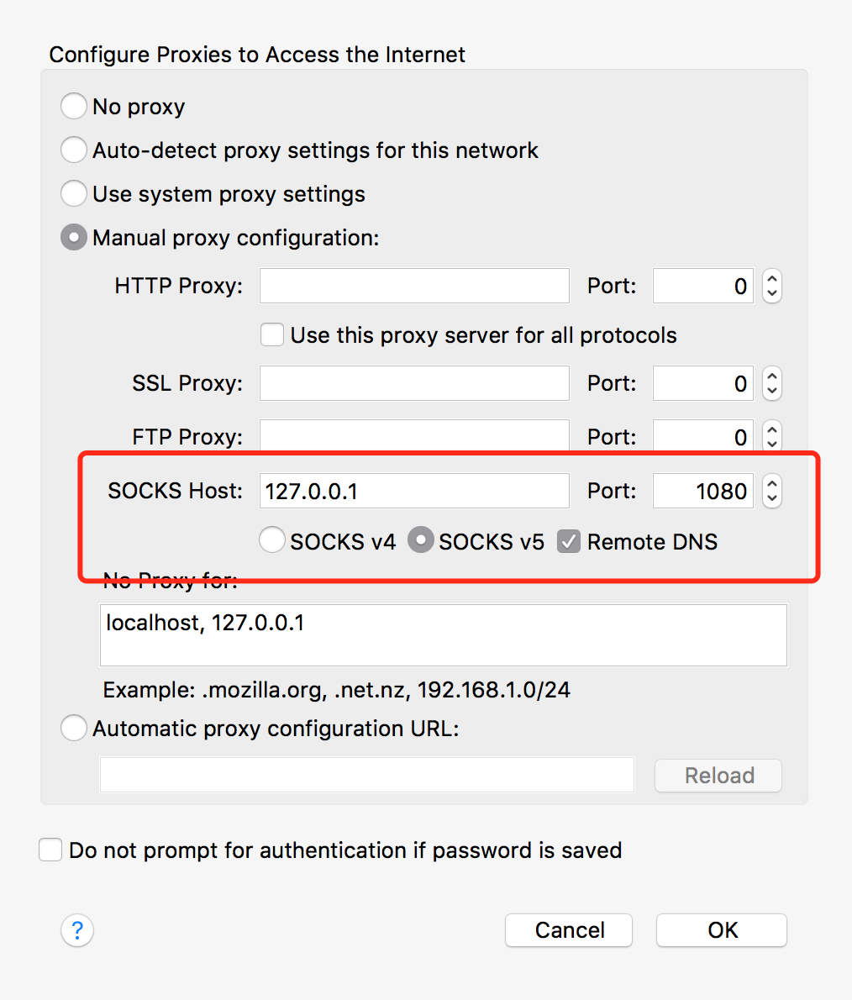 Configure Proxies to Access the Internet
No proxy
Auto-detect proxy settings for this network
Use system proxy settings
Manual proxy configuration:
HTTP Proxy: Port: 0
Use this proxy server for all protocols
SSL Proxy: Port: 0
FTP Proxy: Port: 0
SOCKS Host: 127.0.0.1 Port: 1080
SOCKS v4 SOCKS v5 Remote DNS
No Proxy for:
localhost, 127.0.0.1
Example: .mozilla.org, .net.nz, 192.168.1.0/24
Automatic proxy configuration URL:
Reload
Do not prompt for authentication if password is saved
? Cancel OK